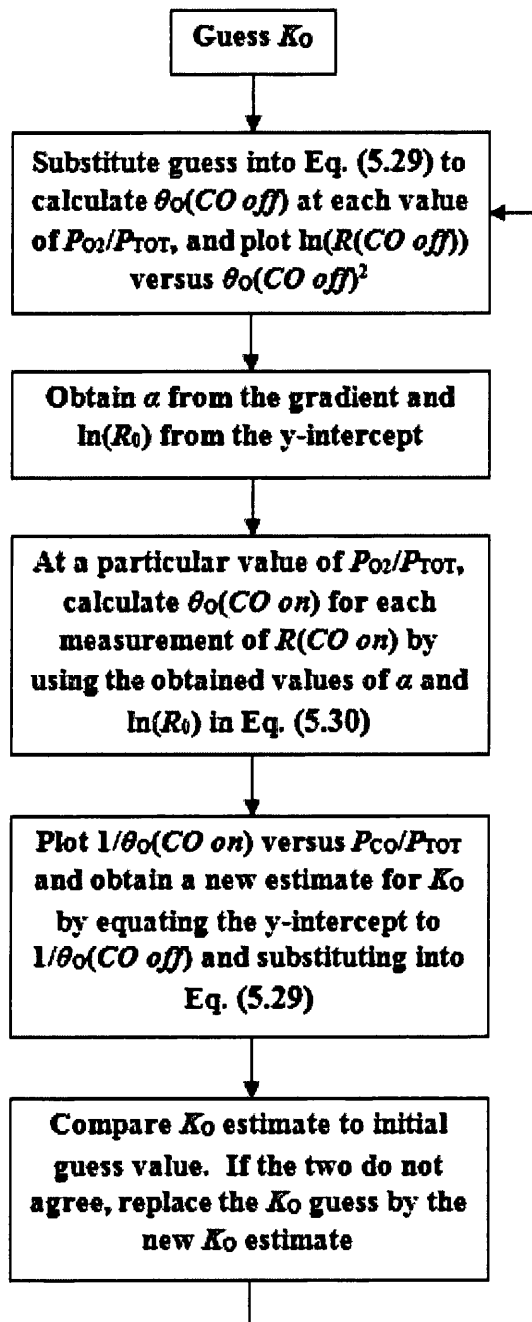 Guess KO
Substitute guess into Eq. (5.29) to
calculate θO(CO off) at each value
of PO2/PTOT, and plot ln(R(CO off))
versus θO(CO off)²
Obtain α from the gradient and
ln(R0) from the y-intercept
At a particular value of PO2/PTOT,
calculate θO(CO on) for each
measurement of R(CO on) by
using the obtained values of α and
ln(R0) in Eq. (5.30)
Plot 1/θO(CO on) versus PCO/PTOT
and obtain a new estimate for KO
by equating the y-intercept to
1/θO(CO off) and substituting into
Eq. (5.29)
Compare KO estimate to initial
guess value. If the two do not
agree, replace the KO guess by the
new KO estimate